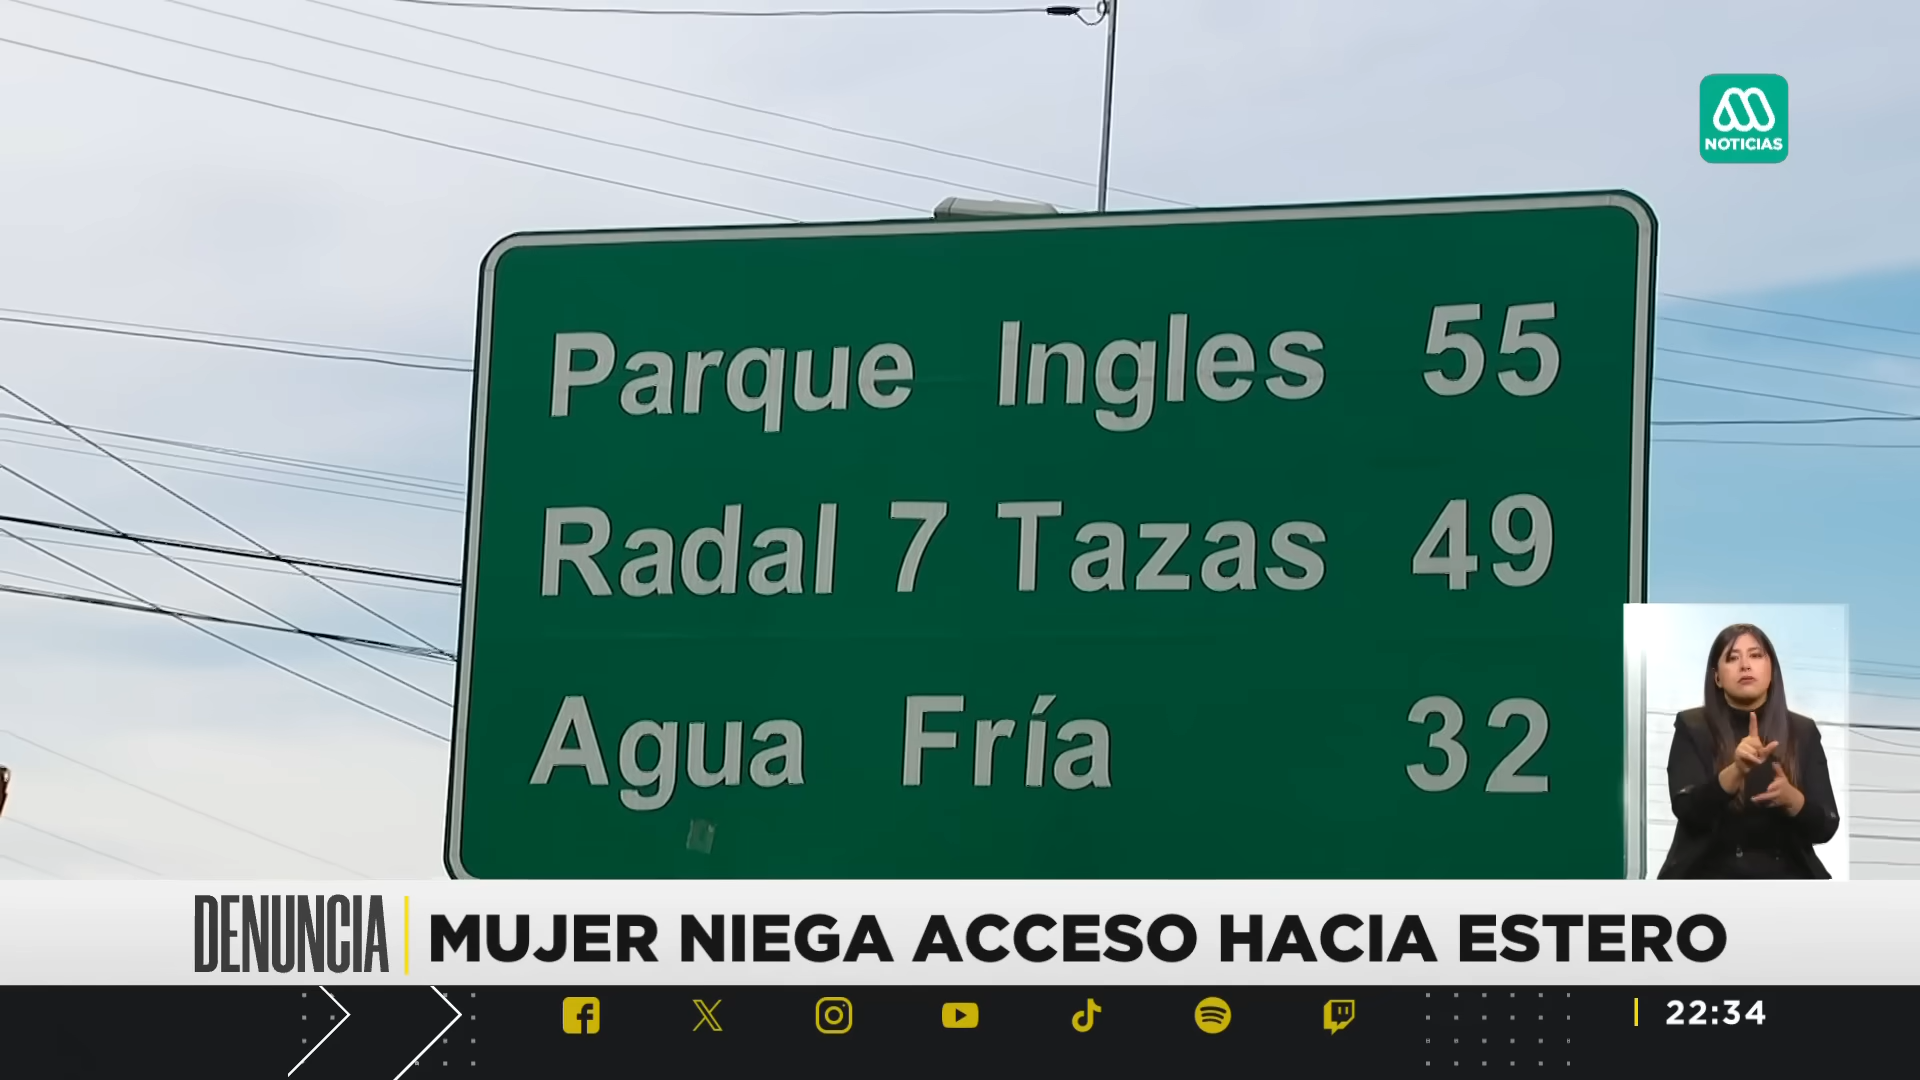 NOTICIAS
Parque Ingles 55
Radal 7 Tazas 49
Agua Fría 32
DENUNCIA
MUJER NIEGA ACCESO HACIA ESTERO
22:34